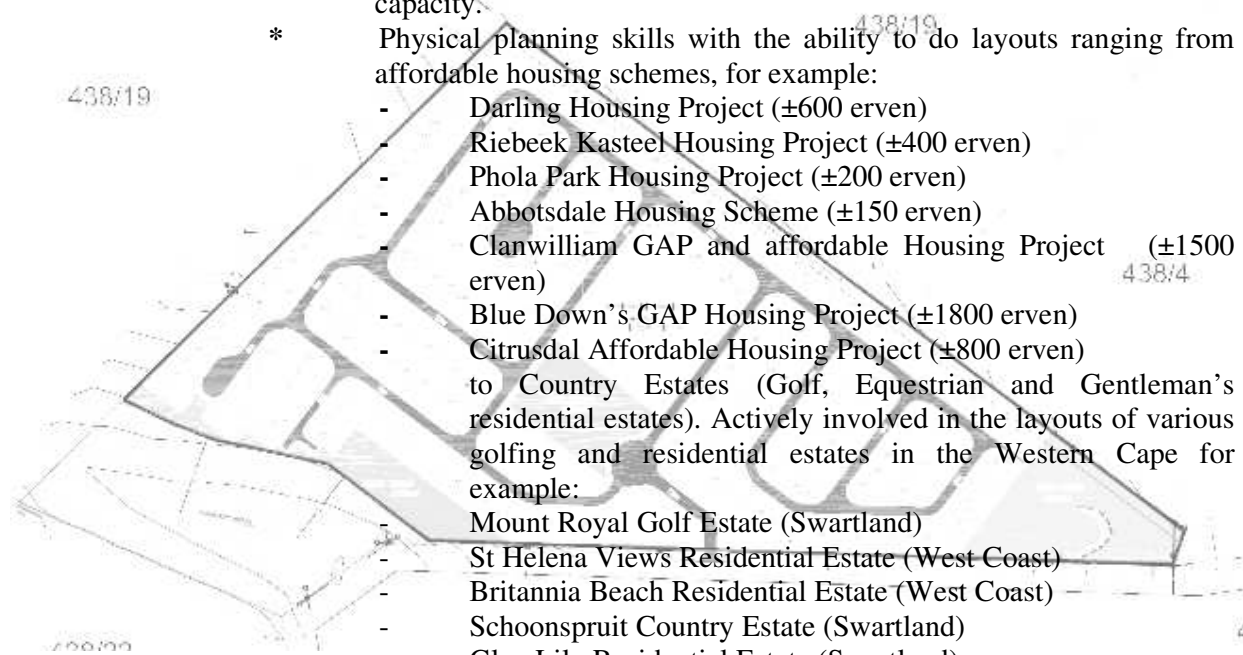 capacity.
438/19
* Physical planning skills with the ability to do layouts ranging from
affordable housing schemes, for example:
438/19
- Darling Housing Project (±600 erven)
- Riebeek Kasteel Housing Project (±400 erven)
- Phola Park Housing Project (±200 erven)
- Abbotsdale Housing Scheme (±150 erven)
- Clanwilliam GAP and affordable Housing Project (±1500
erven)
438/4
- Blue Down's GAP Housing Project (±1800 erven)
- Citrusdal Affordable Housing Project (±800 erven)
to Country Estates (Golf, Equestrian and Gentleman's
residential estates). Actively involved in the layouts of various
golfing and residential estates in the Western Cape for
example:
- Mount Royal Golf Estate (Swartland)
- St Helena Views Residential Estate (West Coast)
- Britannia Beach Residential Estate (West Coast)
- Schoonspruit Country Estate (Swartland)
Residential Estate (Swartland)